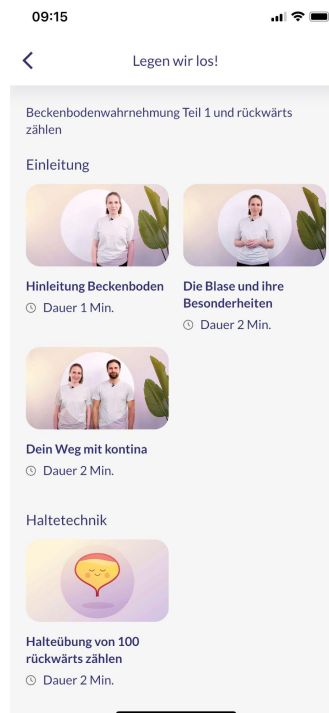 09:15
Legen wir los!
Beckenbodenwahrnehmung Teil 1 und rückwärts
zählen
Einleitung
Hinleitung Beckenboden
Dauer 1 Min.
Die Blase und ihre
Besonderheiten
Dauer 2 Min.
Dein Weg mit kontina
Dauer 2 Min.
Haltetechnik
Halteübung von 100
rückwärts zählen
Dauer 2 Min.